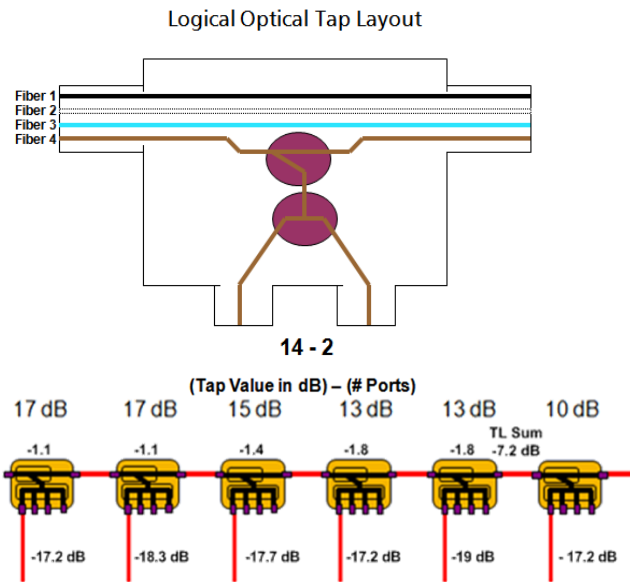 Logical Optical Tap Layout
Fiber 1
Fiber 2
Fiber 3
Fiber 4
14 - 2
(Tap Value in dB) – (# Ports)
17 dB 17 dB 15 dB 13 dB 13 dB 10 dB
-1.1 -1.1 -1.4 -1.8 -1.8 TL Sum
-7.2 dB
-17.2 dB -18.3 dB -17.7 dB -17.2 dB -19 dB - 17.2 dB